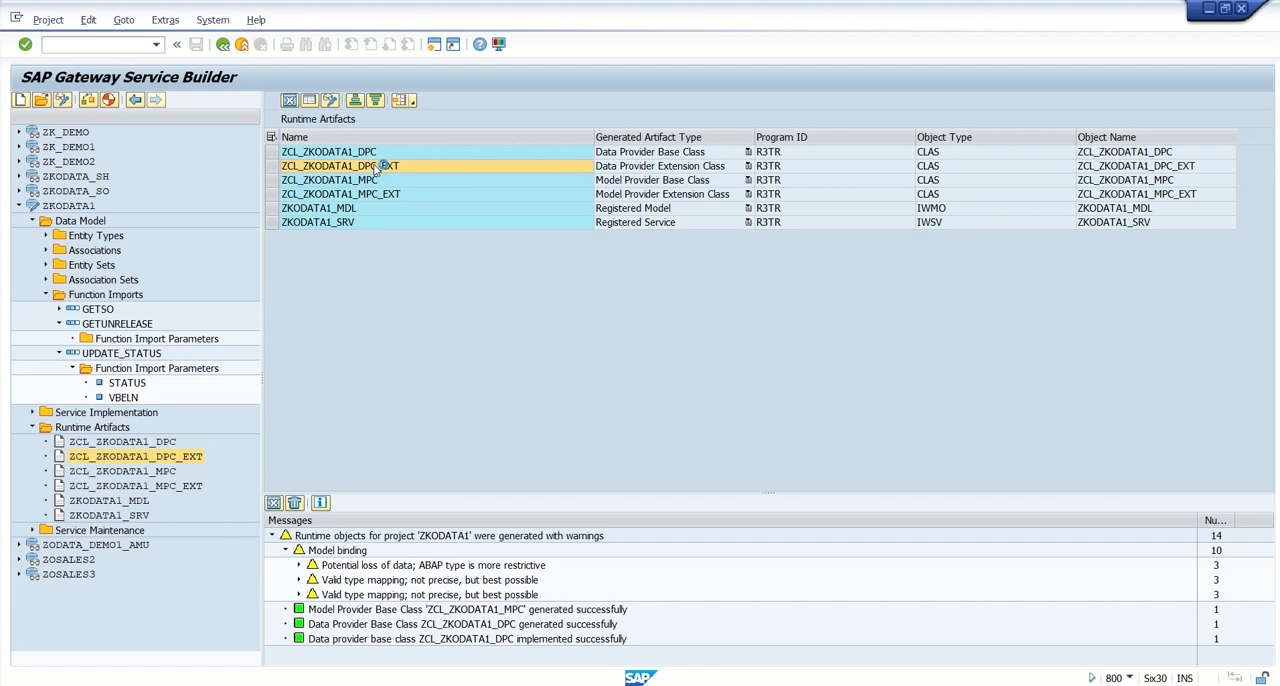 Project Edit Goto Extras System Help
SAP Gateway Service Builder
Runtime Artifacts
Name Generated Artifact Type Program ID Object Type Object Name
ZCL_ZKODATA1_DPC Data Provider Base Class R3TR CLAS ZCL_ZKODATA1_DPC
ZCL_ZKODATA1_DPC_EXT Data Provider Extension Class R3TR CLAS ZCL_ZKODATA1_DPC_EXT
ZCL_ZKODATA1_MPC Model Provider Base Class R3TR CLAS ZCL_ZKODATA1_MPC
ZCL_ZKODATA1_MPC_EXT Model Provider Extension Class R3TR CLAS ZCL_ZKODATA1_MPC_EXT
ZKODATA1_MDL Registered Model R3TR IWMO ZKODATA1_MDL
ZKODATA1_SRV Registered Service R3TR IWSV ZKODATA1_SRV
ZK_DEMO
ZK_DEMO1
ZK_DEMO2
ZKODATA_SH
ZKODATA_SO
ZKODATA1
Data Model
Entity Types
Associations
Entity Sets
Association Sets
Function Imports
GETSO
GETUNRELEASE
Function Import Parameters
UPDATE_STATUS
Function Import Parameters
STATUS
VBELN
Service Implementation
Runtime Artifacts
ZCL_ZKODATA1_DPC
ZCL_ZKODATA1_DPC_EXT
ZCL_ZKODATA1_MPC
ZCL_ZKODATA1_MPC_EXT
ZKODATA1_MDL
ZKODATA1_SRV
Service Maintenance
ZODATA_DEMO1_AMU
ZOSALES2
ZOSALES3
Messages Nu...
Runtime objects for project 'ZKODATA1' were generated with warnings 14
Model binding 10
Potential loss of data; ABAP type is more restrictive 3
Valid type mapping; not precise, but best possible 3
Valid type mapping; not precise, but best possible 3
Model Provider Base Class 'ZCL_ZKODATA1_MPC' generated successfully 1
Data Provider Base Class ZCL_ZKODATA1_DPC generated successfully 1
Data provider base class ZCL_ZKODATA1_DPC implemented successfully 1
SAP 800 Six30 INS